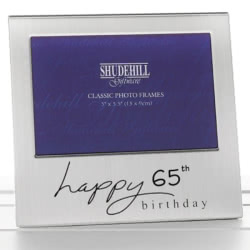 SHUDEHILL
Giftware
CLASSIC PHOTO FRAMES
5" x 3.5" (13 x 9cm)
happy 65th
birthday